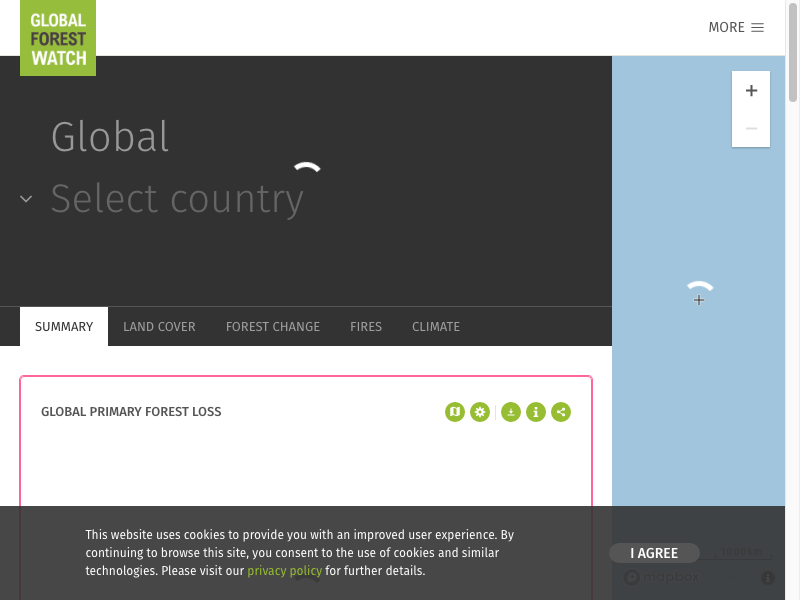 GLOBAL
FOREST
WATCH
MORE
Global
Select country
SUMMARY LAND COVER FOREST CHANGE FIRES CLIMATE
GLOBAL PRIMARY FOREST LOSS
This website uses cookies to provide you with an improved user experience. By
continuing to browse this site, you consent to the use of cookies and similar
technologies. Please visit our privacy policy for further details.
I AGREE
mapbox